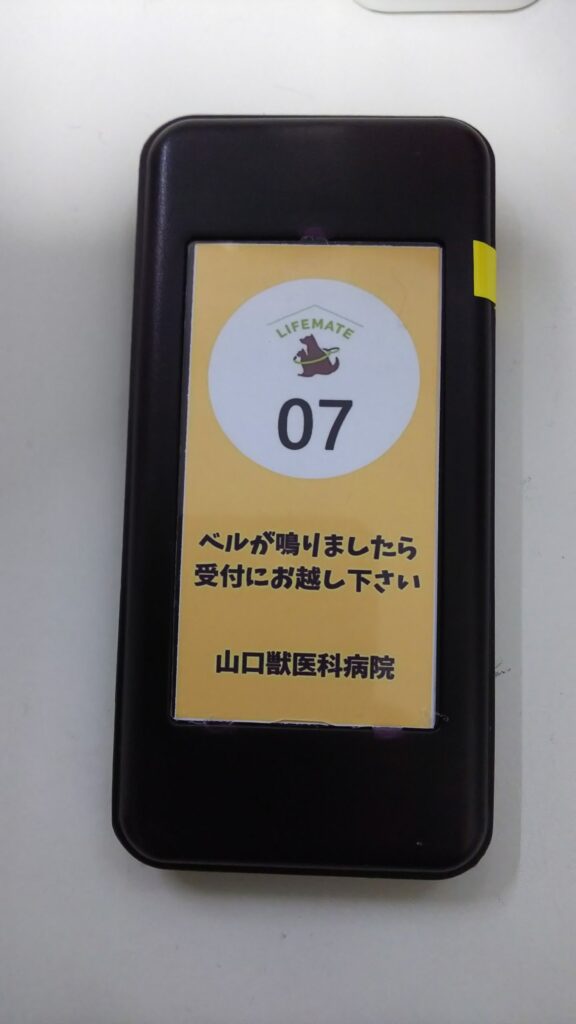 LIFEMATE
07
ベルが鳴りましたら
受付にお越し下さい
山口獣医科病院